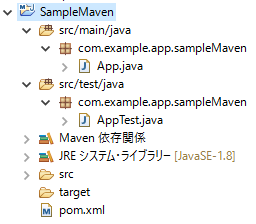 SampleMaven
src/main/java
com.example.app.sampleMaven
App.java
src/test/java
com.example.app.sampleMaven
AppTest.java
Maven 依存関係
JRE システム・ライブラリー [JavaSE-1.8]
src
target
pom.xml